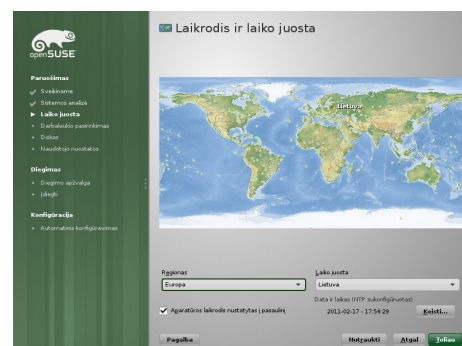 openSUSE
Laikrodis ir laiko juosta
Paruošimas
Sveikiname
Sistemos analizė
Laiko juosta
Darbalaukio pasirinkimas
Diskas
Naudotojo nuostatos
Diegimas
Diegimo apžvalga
Įdiegti
Konfigūracija
Automatinis konfigūravimas
Lietuva
Regionas
Europa
Laiko juosta
Lietuva
Aparatūros laikrodis nustatytas į pasaulinį
Data ir laikas (NTP sukonfigūruotas)
2011-02-17 - 17:54:29
Keisti...
Pagalba
Nutraukti
Atgal
Toliau